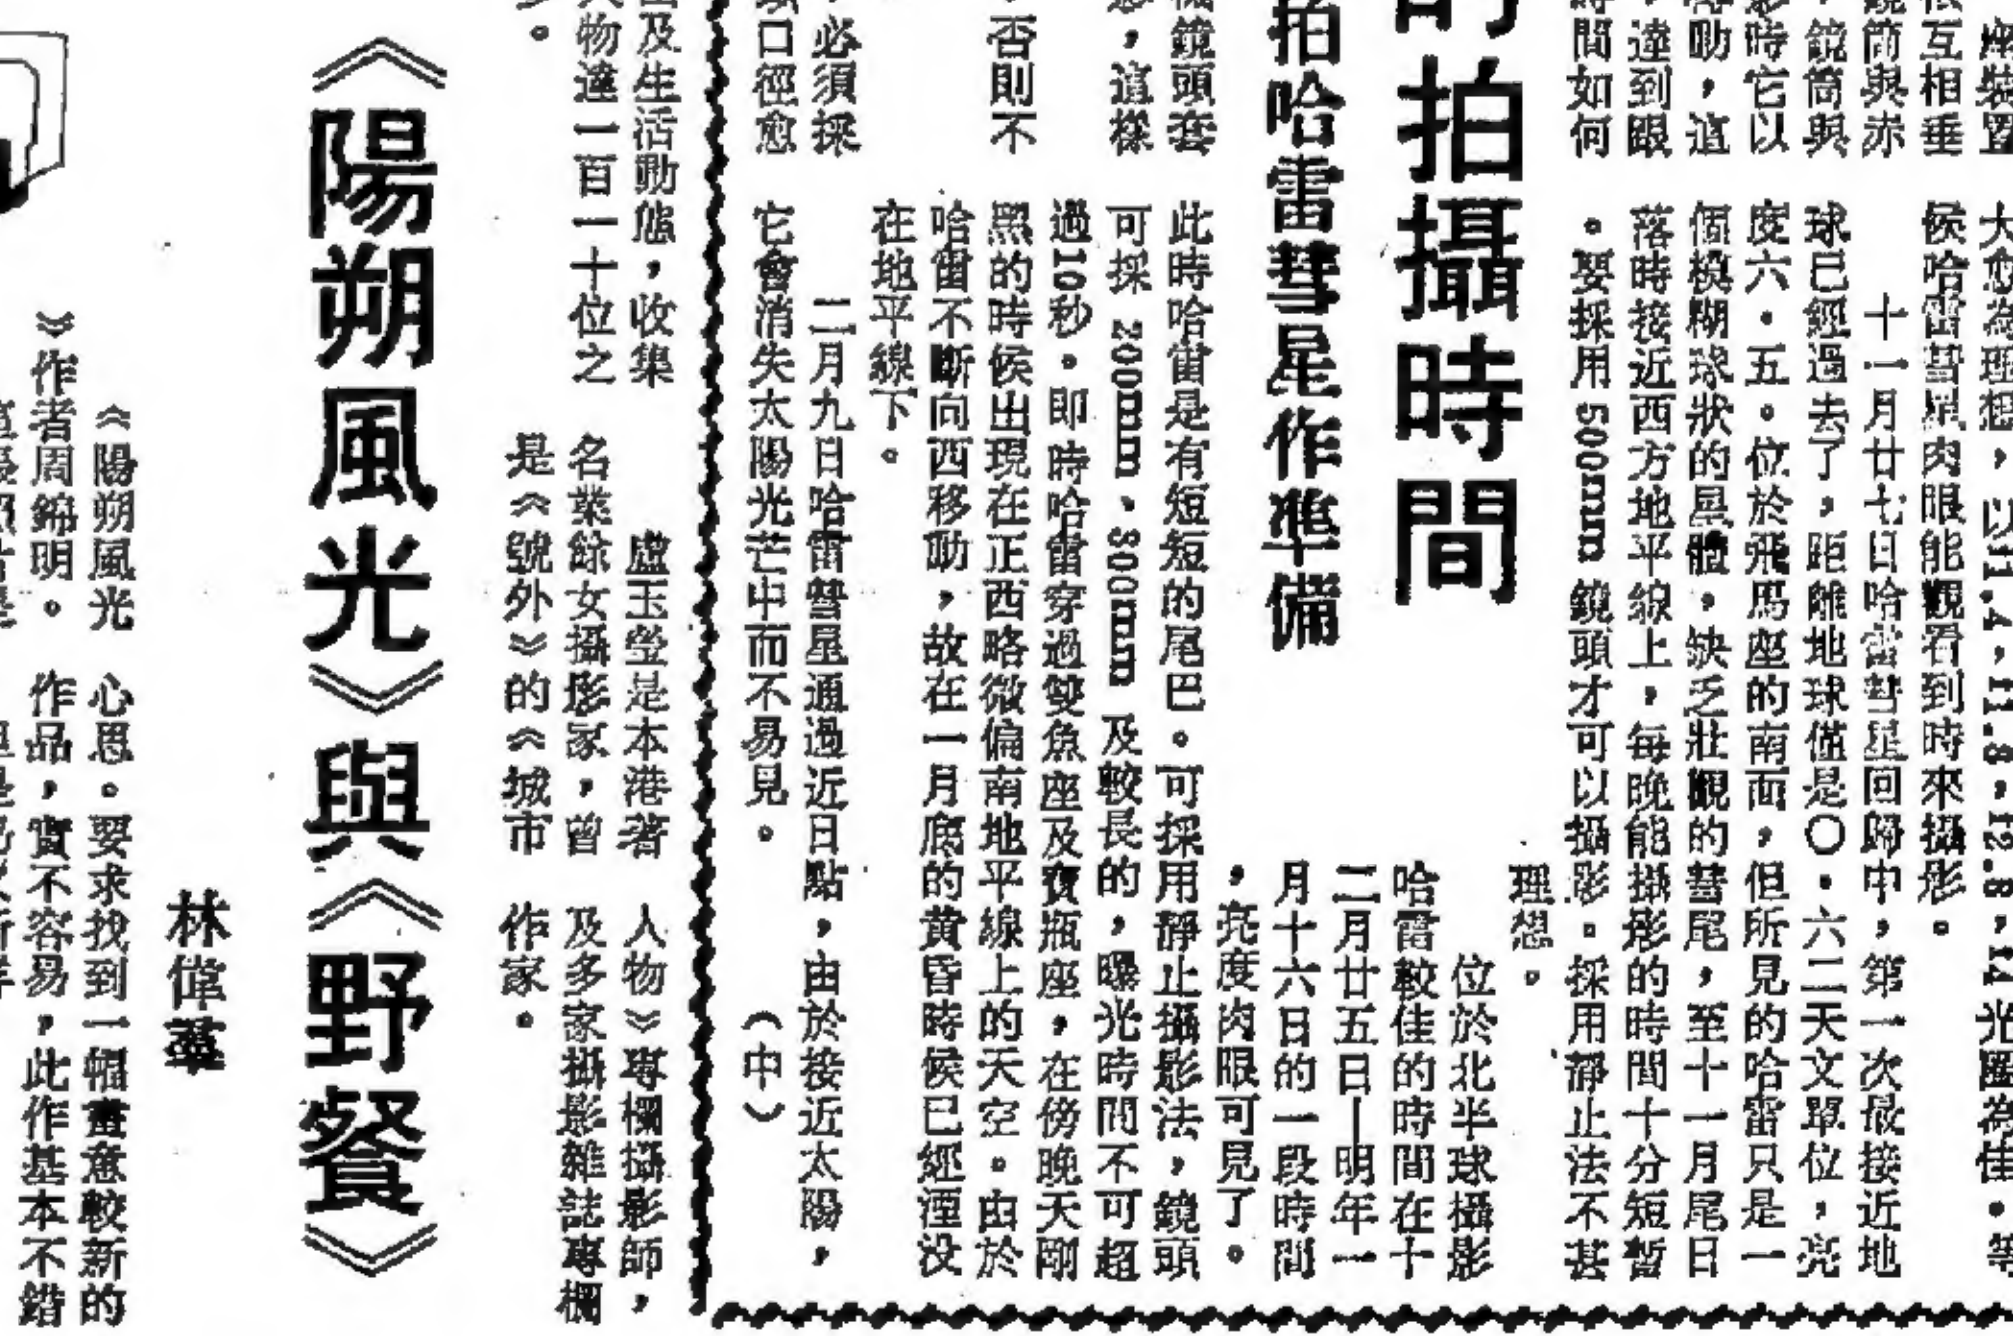 座裝置
根互相垂
鏡筒與赤
鏡筒與
影時它以
移動，這
達到跟
時間如何
大愈為理想，以f1.4，f1.8，f2.8，f4光圈為佳。等
候哈雷彗星肉眼能觀看到時來攝影。
十一月廿七日哈雷彗星回歸中，第一次最接近地
球已經過去了，距離地球僅是〇・六二天文單位，亮
度六・五。位於飛馬座的南面，但所見的哈雷只是一
個模糊球狀的星體，缺乏壯觀的彗尾，至十一月尾日
落時接近西方地平線上，每晚能攝影的時間十分短暫
。要採用500mm鏡頭才可以攝影。採用靜止法不甚
理想。
的拍攝時間
拍哈雷彗星作準備
位於北半球攝影
哈雷較佳的時間在十
二月廿五日—明年一
月十六日的一段時間
，亮度肉眼可見了。
機鏡頭套
影，這樣
否則不
必須採
頭口徑愈
此時哈雷是有短短的尾巴。可採用靜止攝影法，鏡頭
可採200mm、300mm及較長的，曝光時間不可超
過10秒。即時哈雷穿過雙魚座及寶瓶座，在傍晚天剛
黑的時候出現在正西略微偏南地平線上的天空。由於
哈雷不斷向西移動，故在一月底的黃昏時候已經湮没
在地平線下。
二月九日哈雷彗星通過近日點，由於接近太陽，
它會消失太陽光芒中而不易見。　（中）
及生活動態，收集
人物達一百一十位之
。
盧玉瑩是本港著
名業餘女攝影家，曾
是《號外》的《城市
人物》專欄攝影師，
及多家攝影雜誌專欄
作家。
《陽朔風光》與《野餐》
林偉羣
《陽朔風光
》作者周錦明。
心思。要求找到一幅畫意較新的
作品，實不容易，此作基本不錯